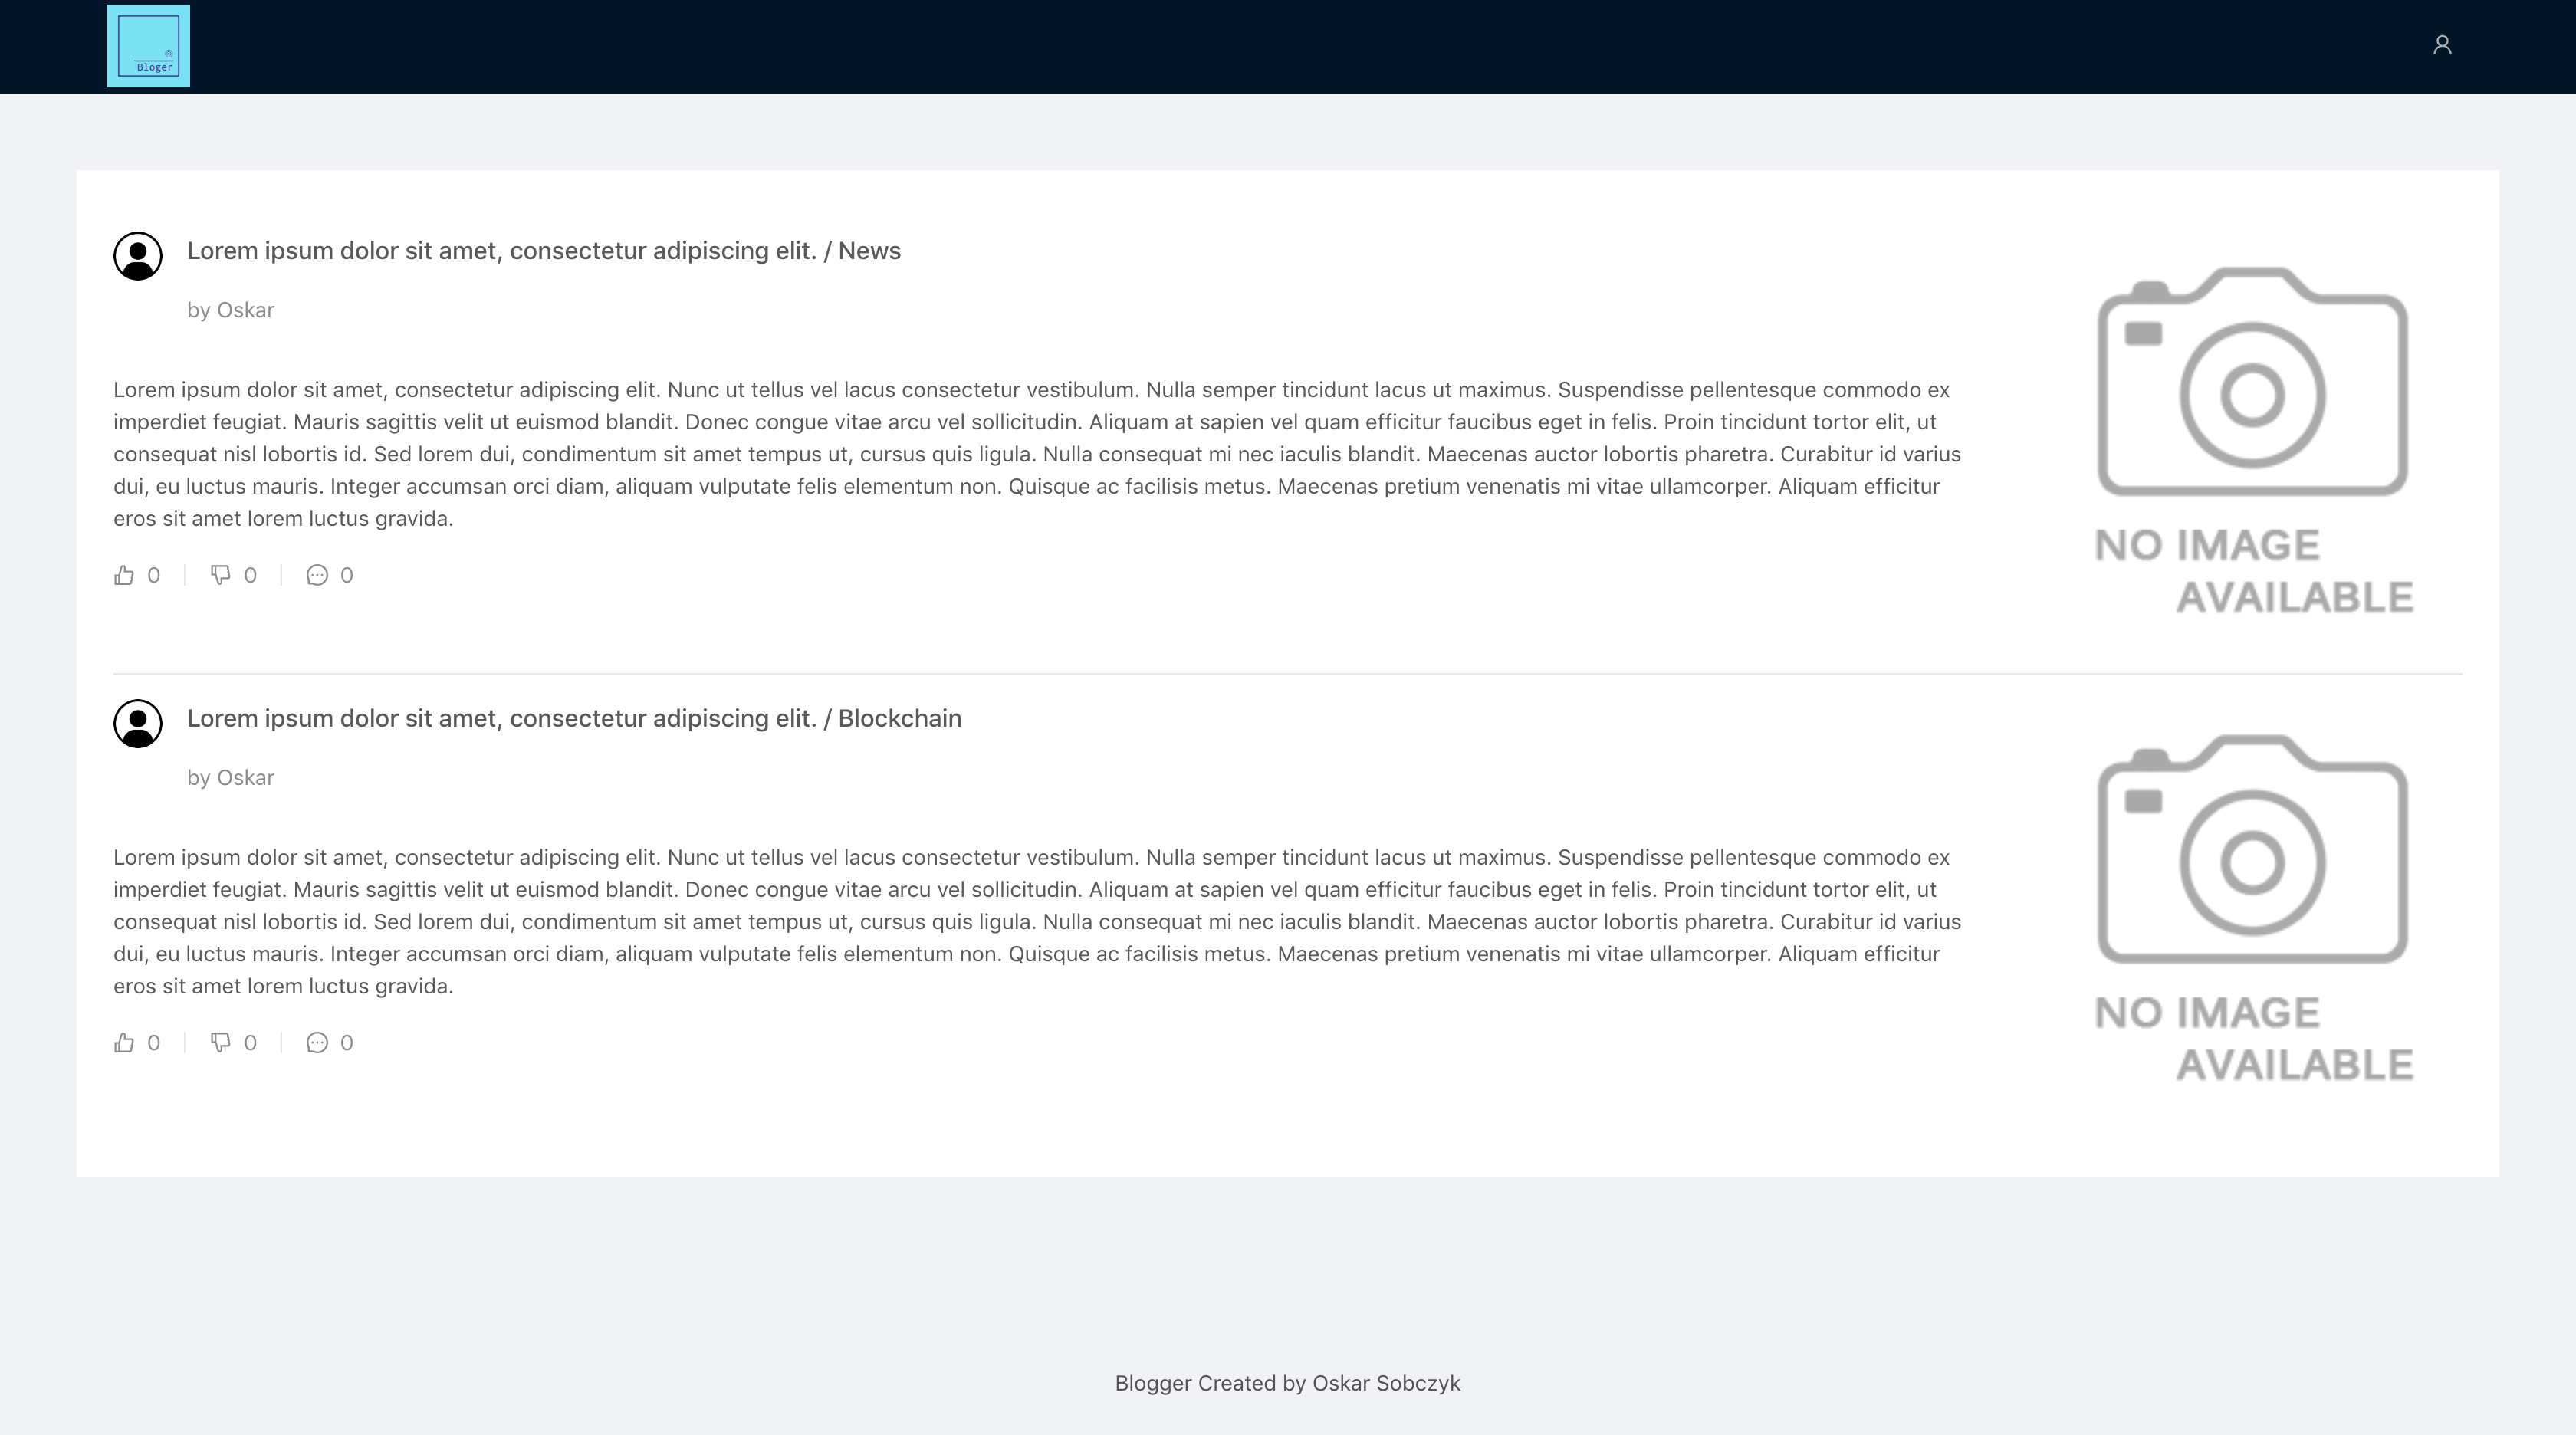 Bloger
Lorem ipsum dolor sit amet, consectetur adipiscing elit. / News
by Oskar
Lorem ipsum dolor sit amet, consectetur adipiscing elit. Nunc ut tellus vel lacus consectetur vestibulum. Nulla semper tincidunt lacus ut maximus. Suspendisse pellentesque commodo ex
imperdiet feugiat. Mauris sagittis velit ut euismod blandit. Donec congue vitae arcu vel sollicitudin. Aliquam at sapien vel quam efficitur faucibus eget in felis. Proin tincidunt tortor elit, ut
consequat nisl lobortis id. Sed lorem dui, condimentum sit amet tempus ut, cursus quis ligula. Nulla consequat mi nec iaculis blandit. Maecenas auctor lobortis pharetra. Curabitur id varius
dui, eu luctus mauris. Integer accumsan orci diam, aliquam vulputate felis elementum non. Quisque ac facilisis metus. Maecenas pretium venenatis mi vitae ullamcorper. Aliquam efficitur
eros sit amet lorem luctus gravida.
0 0 0
NO IMAGE
AVAILABLE
Lorem ipsum dolor sit amet, consectetur adipiscing elit. / Blockchain
by Oskar
Lorem ipsum dolor sit amet, consectetur adipiscing elit. Nunc ut tellus vel lacus consectetur vestibulum. Nulla semper tincidunt lacus ut maximus. Suspendisse pellentesque commodo ex
imperdiet feugiat. Mauris sagittis velit ut euismod blandit. Donec congue vitae arcu vel sollicitudin. Aliquam at sapien vel quam efficitur faucibus eget in felis. Proin tincidunt tortor elit, ut
consequat nisl lobortis id. Sed lorem dui, condimentum sit amet tempus ut, cursus quis ligula. Nulla consequat mi nec iaculis blandit. Maecenas auctor lobortis pharetra. Curabitur id varius
dui, eu luctus mauris. Integer accumsan orci diam, aliquam vulputate felis elementum non. Quisque ac facilisis metus. Maecenas pretium venenatis mi vitae ullamcorper. Aliquam efficitur
eros sit amet lorem luctus gravida.
0 0 0
NO IMAGE
AVAILABLE
Blogger Created by Oskar Sobczyk